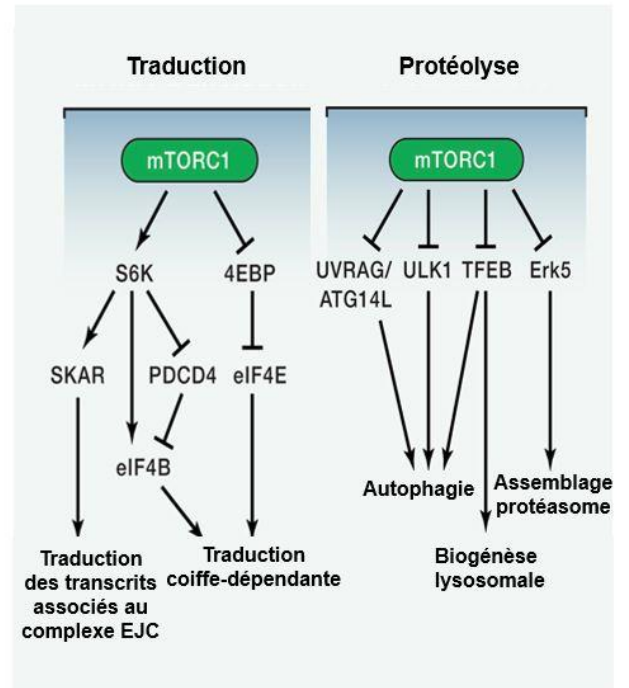 Traduction
mTORC1
S6K
4EBP
SKAR
PDCD4
eIF4E
eIF4B
Traduction
des transcrits
associés au
complexe EJC
Traduction
coiffe-dépendante
Protéolyse
mTORC1
UVRAG/
ATG14L
ULK1
TFEB
Erk5
Autophagie
Assemblage
protéasome
Biogénèse
lysosomale